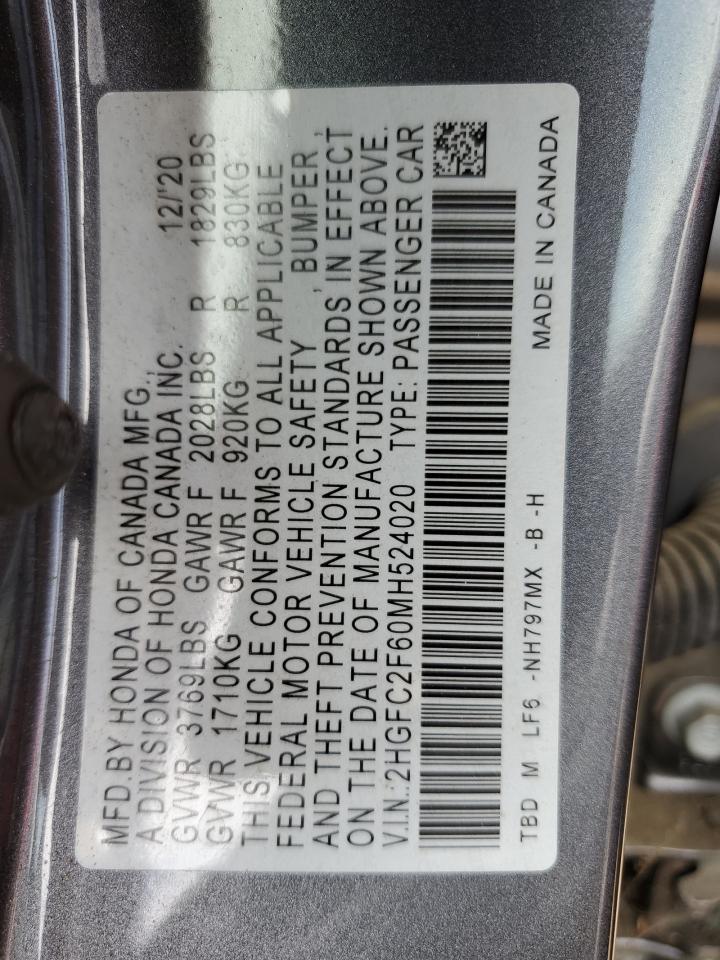 MFD.BY HONDA OF CANADA MFG.,
A DIVISION OF HONDA CANADA INC. 12/'20
GVWR 3769LBS GAWR F 2028LBS R 1829LBS
GVWR 1710KG GAWR F 920KG R 830KG
THIS VEHICLE CONFORMS TO ALL APPLICABLE
FEDERAL MOTOR VEHICLE SAFETY , BUMPER ,
AND THEFT PREVENTION STANDARDS IN EFFECT
ON THE DATE OF MANUFACTURE SHOWN ABOVE.
V.I.N.:2HGFC2F60MH524020 TYPE: PASSENGER CAR
TBD M LF6 -NH797MX -B -H MADE IN CANADA